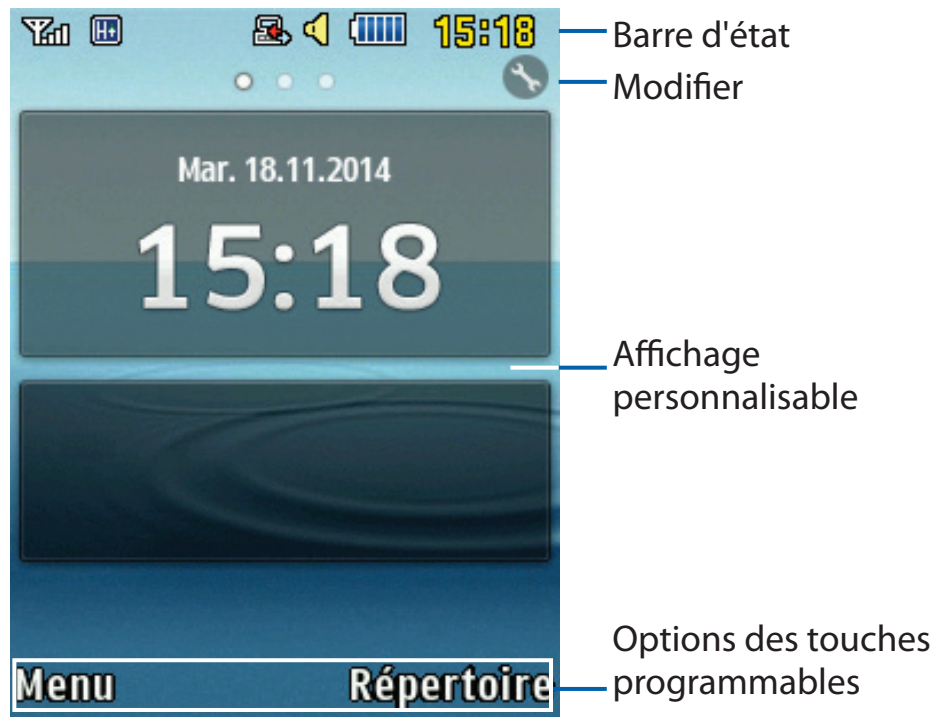 H+
15:18
Barre d'état
Modifier
Mar. 18.11.2014
15:18
Affichage
personnalisable
Options des touches
programmables
Menu
Répertoire